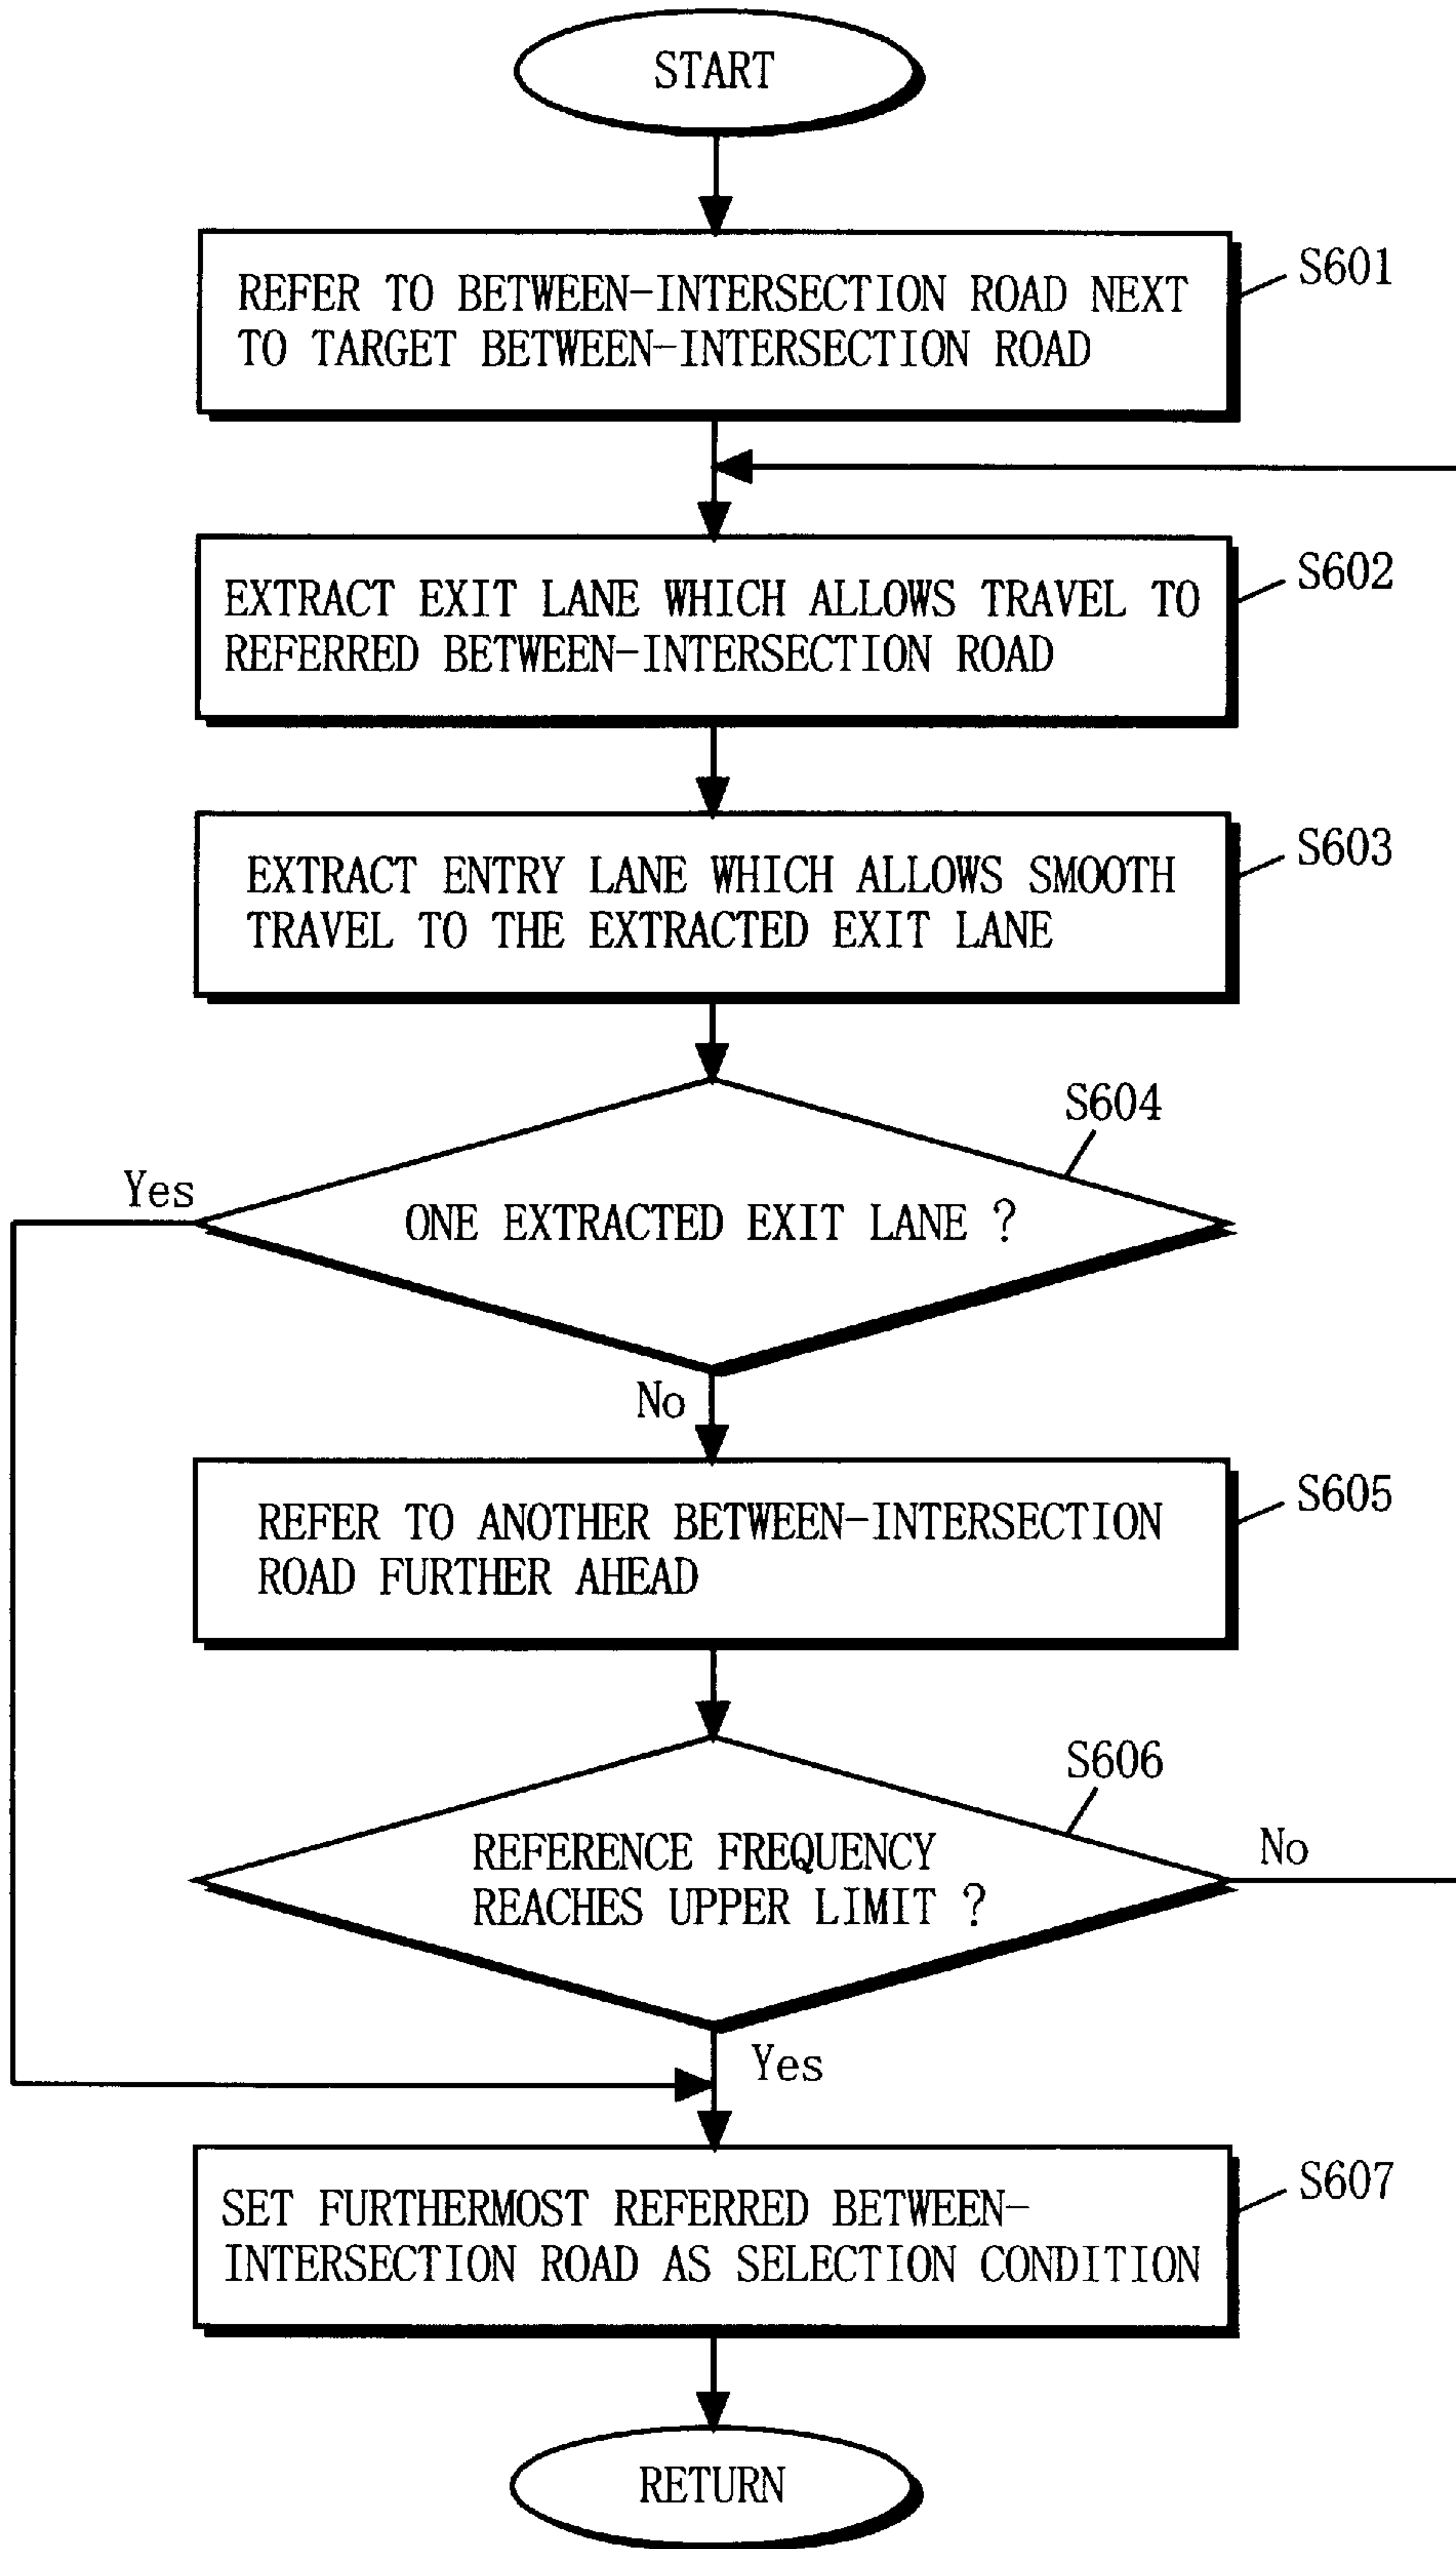 START
REFER TO BETWEEN-INTERSECTION ROAD NEXT
TO TARGET BETWEEN-INTERSECTION ROAD
S601
EXTRACT EXIT LANE WHICH ALLOWS TRAVEL TO
REFERRED BETWEEN-INTERSECTION ROAD
S602
EXTRACT ENTRY LANE WHICH ALLOWS SMOOTH
TRAVEL TO THE EXTRACTED EXIT LANE
S603
S604
Yes
ONE EXTRACTED EXIT LANE ?
No
REFER TO ANOTHER BETWEEN-INTERSECTION
ROAD FURTHER AHEAD
S605
S606
REFERENCE FREQUENCY
REACHES UPPER LIMIT ?
No
Yes
SET FURTHERMOST REFERRED BETWEEN-
INTERSECTION ROAD AS SELECTION CONDITION
S607
RETURN